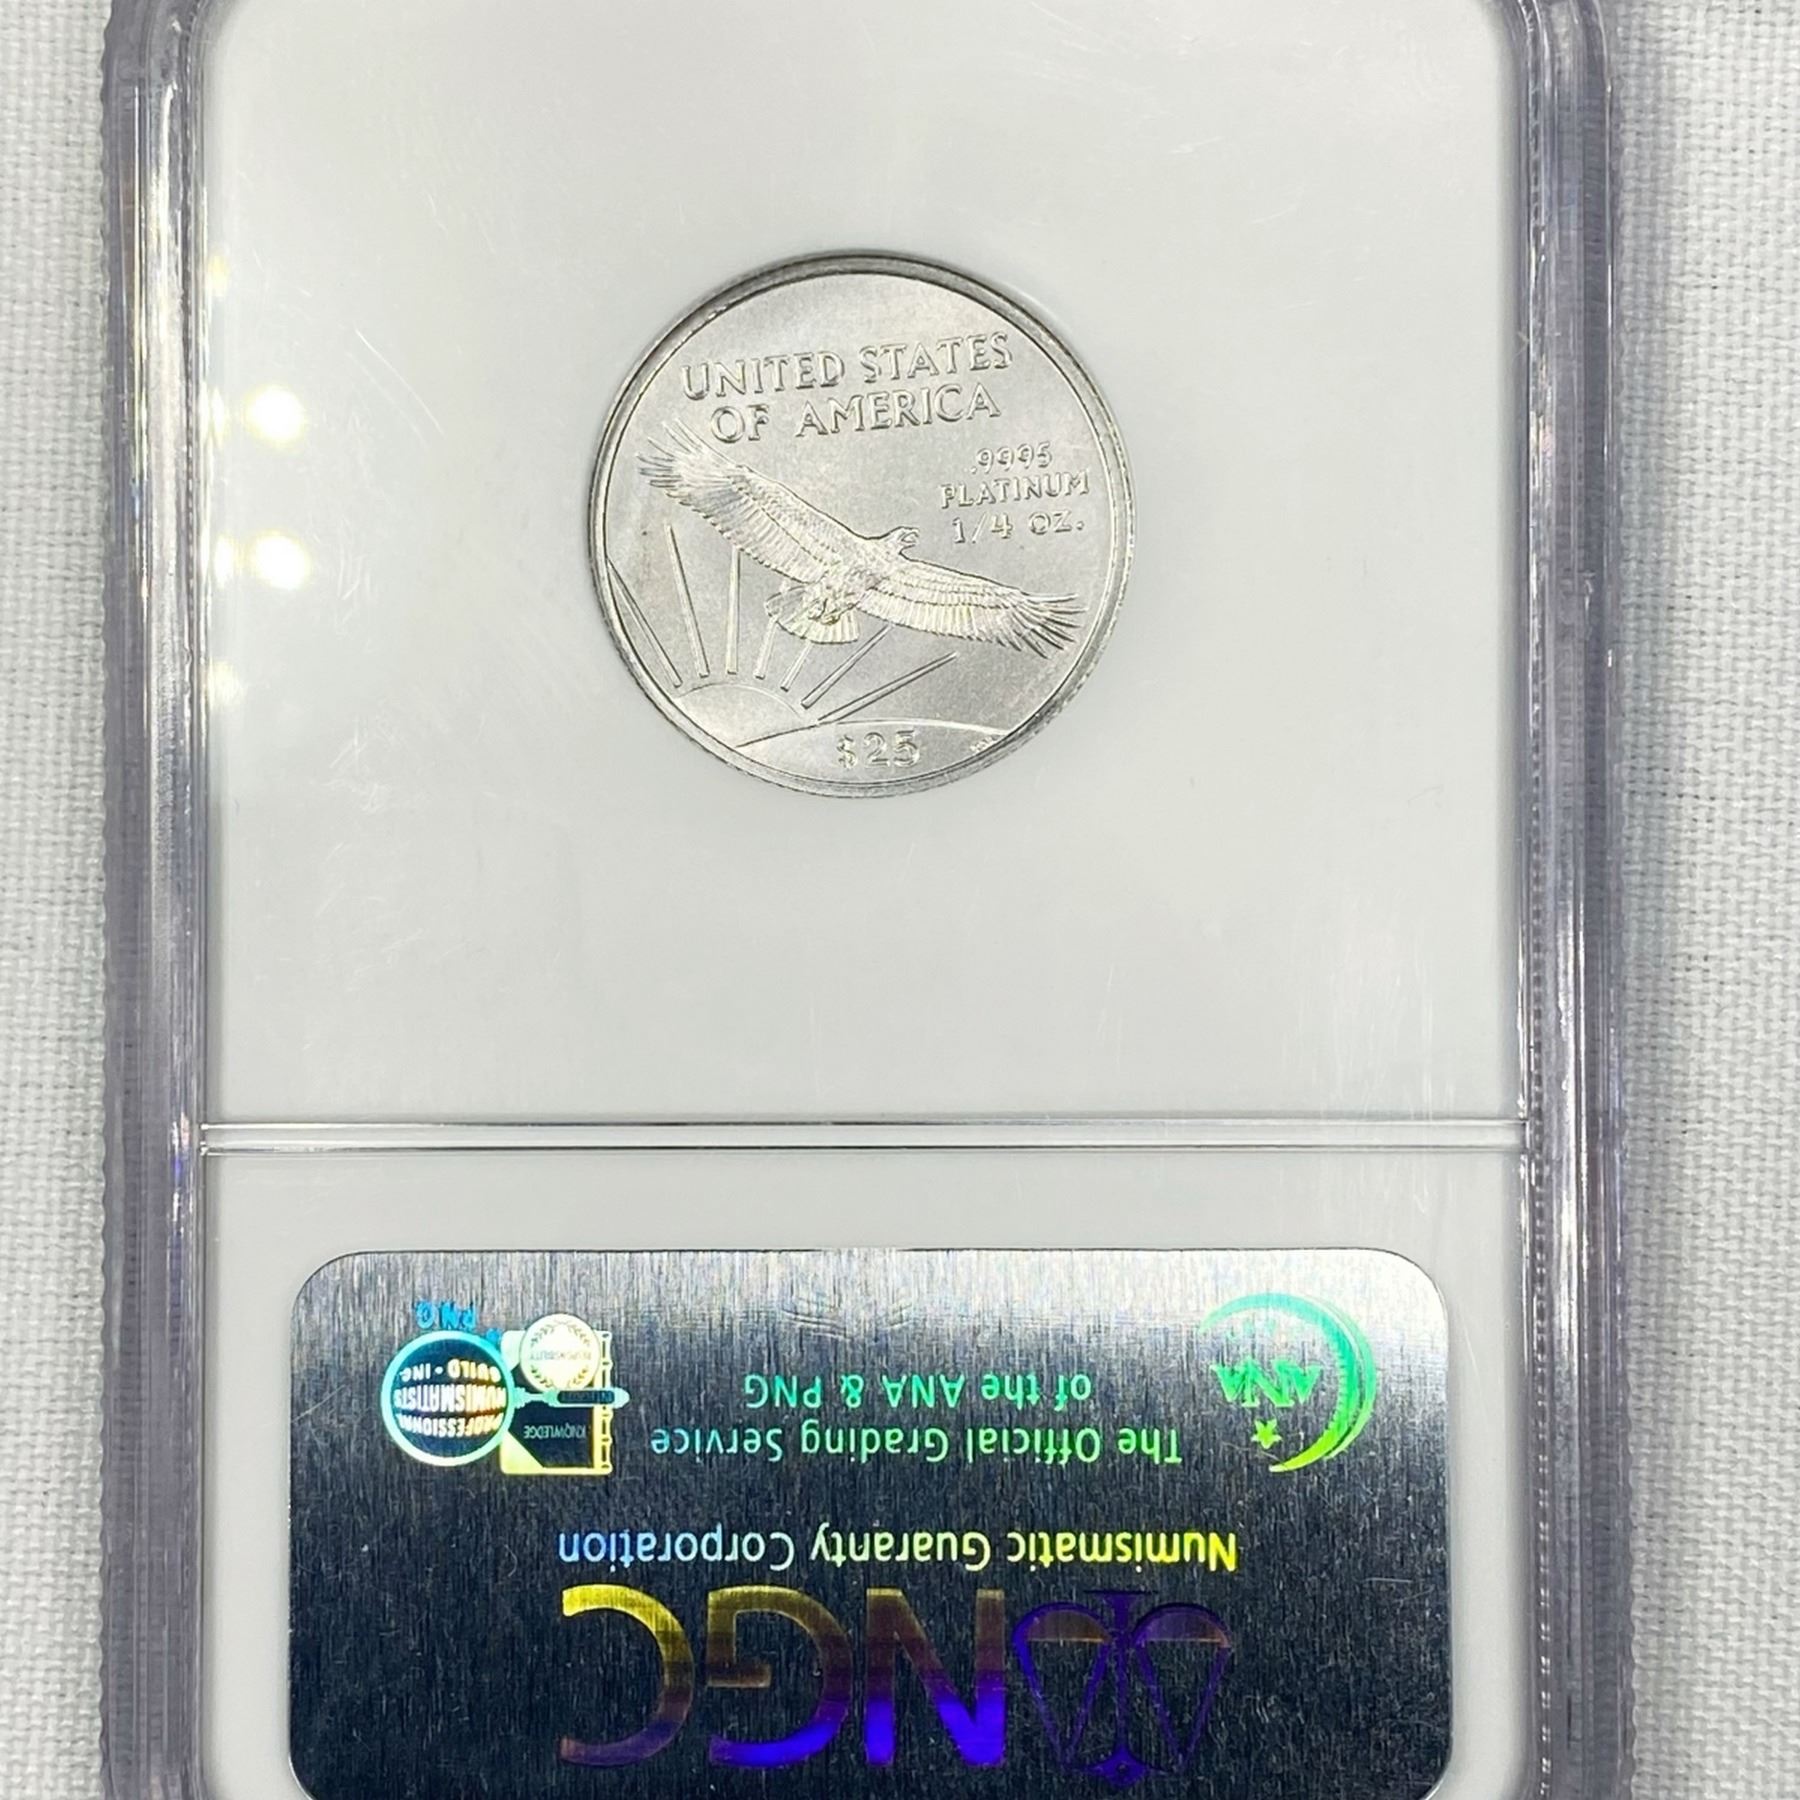 UNITED STATES
OF AMERICA
.9995
PLATINUM
1/4 OZ.
$25
NGC
Numismatic Guaranty Corporation
The Official Grading Service
of the ANA & PNG
ANA
PROFESSIONAL
NUMISMATISTS
GUILD • INC.
P.N.G.
KNOWLEDGE
RESPONSIBILITY